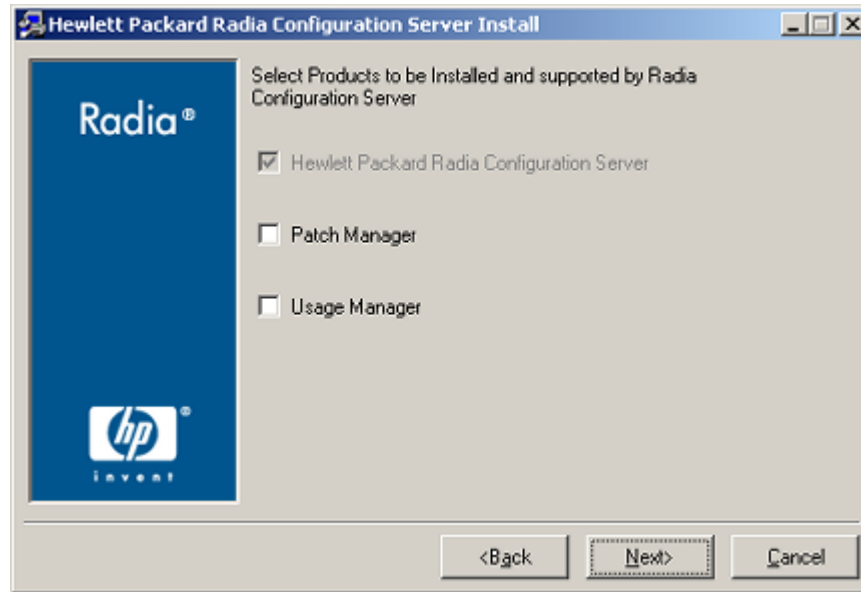 Hewlett Packard Radia Configuration Server Install
Radia®
Select Products to be Installed and supported by Radia
Configuration Server
Hewlett Packard Radia Configuration Server
Patch Manager
Usage Manager
hp®
invent
<Back
Next>
Cancel